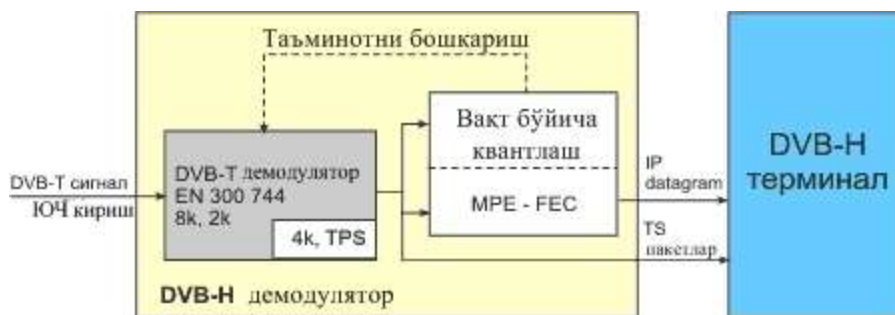 Таъминотни бошкариш
Вақт бўйича
квантлаш
MPE - FEC
DVB-T демодулятор
EN 300 744
8k, 2k
4k, TPS
DVB-T сигнал
ЮЧ кириш
IP
datagram
TS
пакетлар
DVB-H демодулятор
DVB-H
терминал